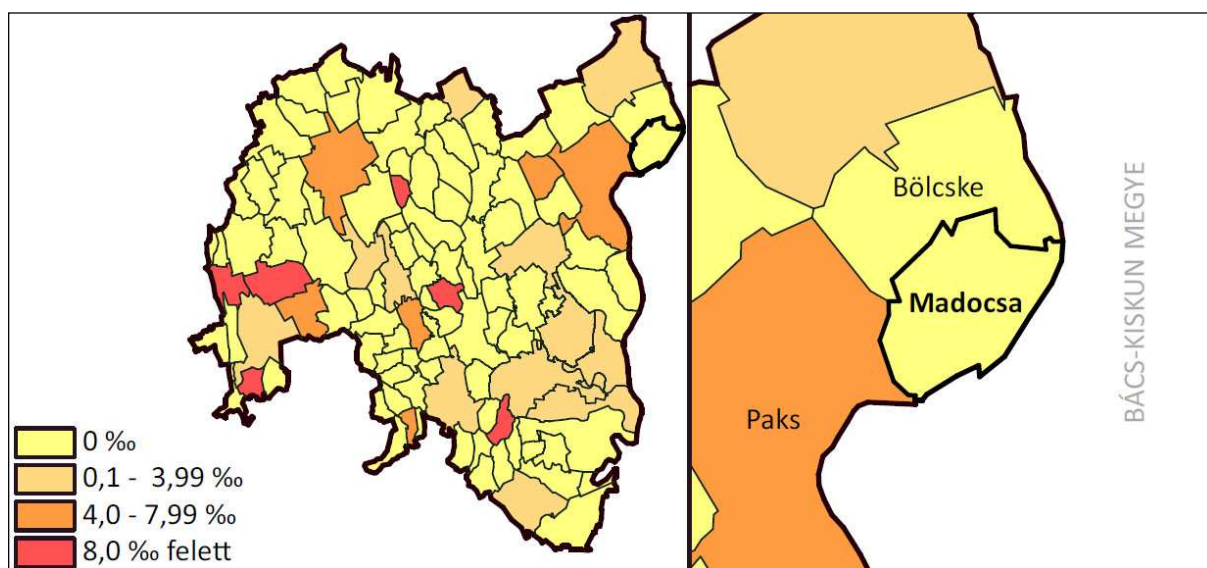 0 ‰
0,1 - 3,99 ‰
4,0 - 7,99 ‰
8,0 ‰ felett
Bölcske
Madocsa
Paks
BÁCS-KISKUN MEGYE